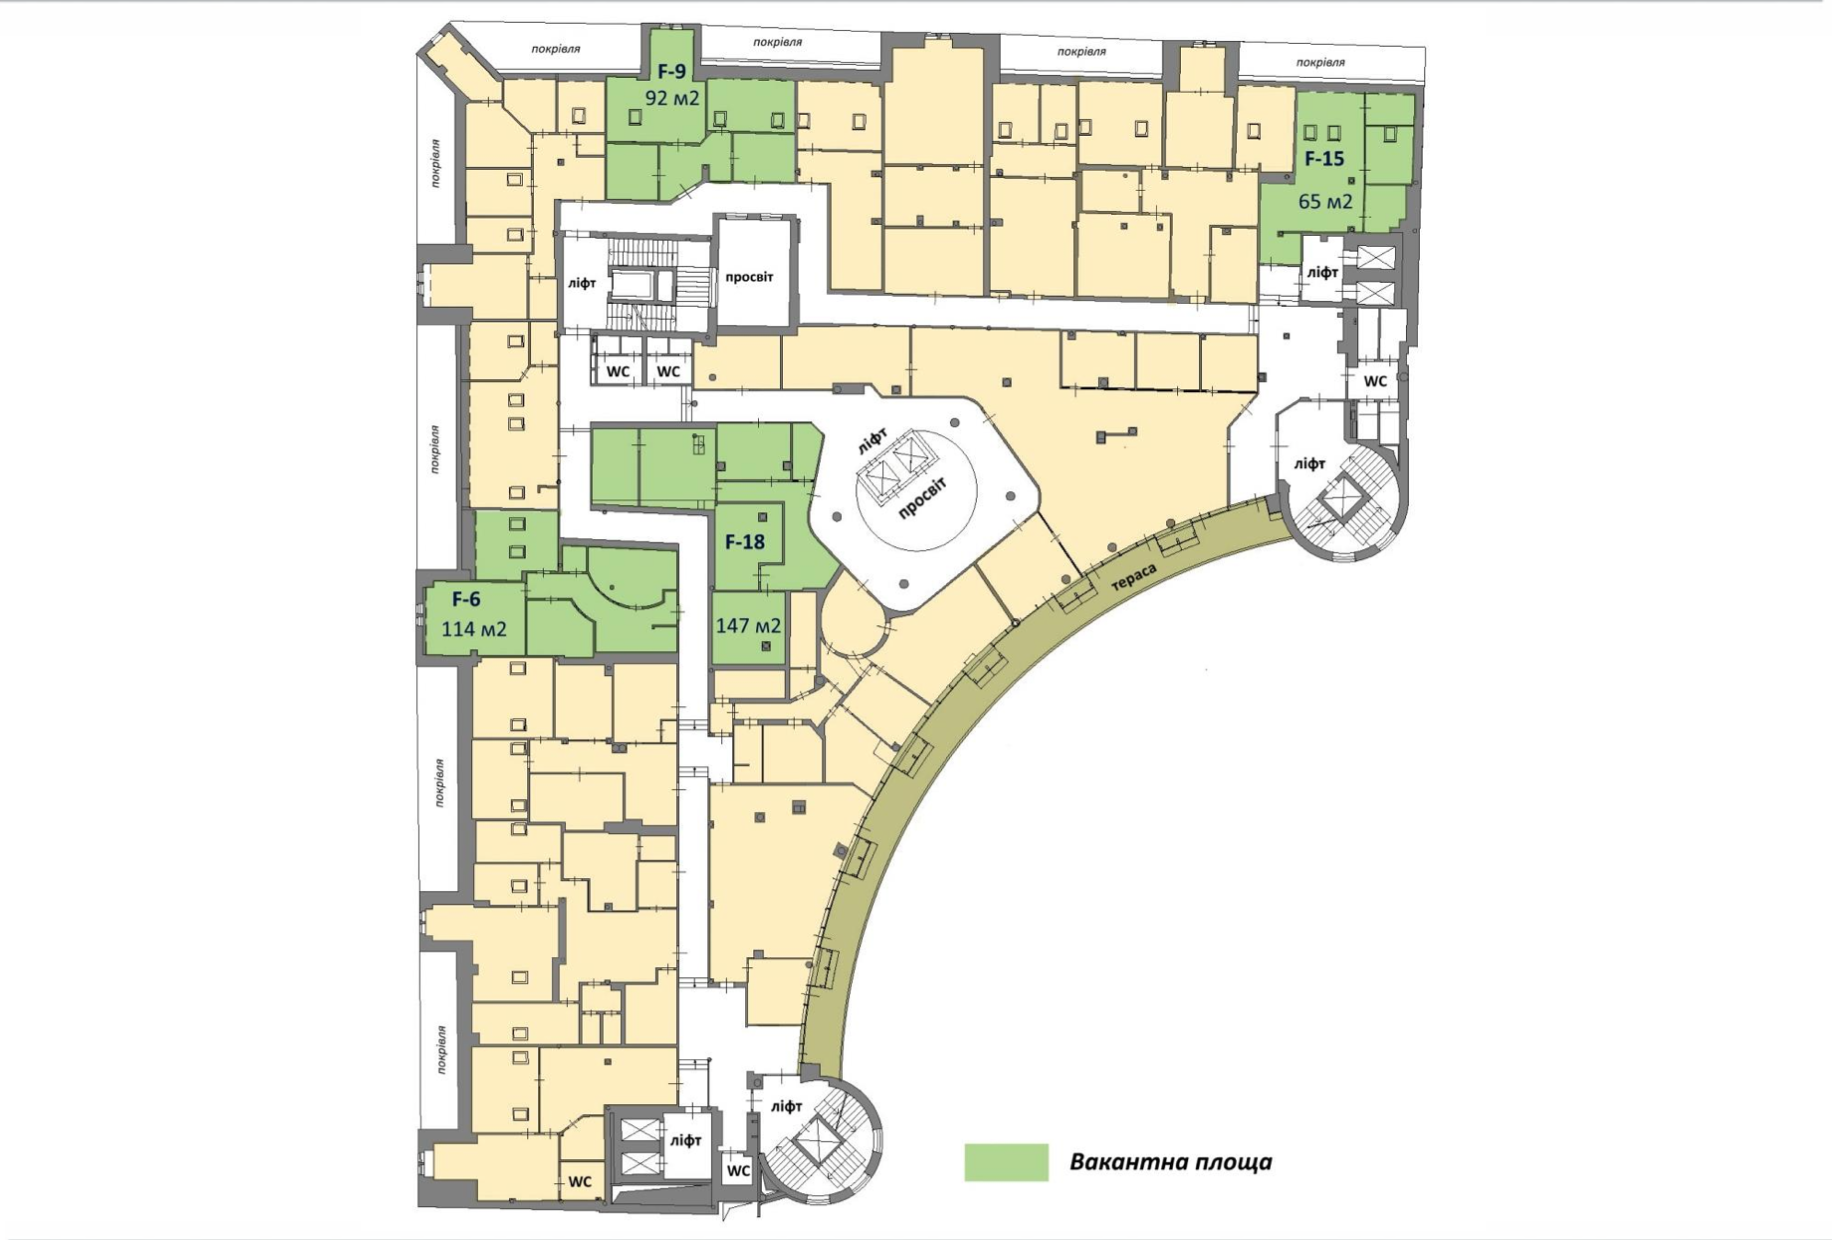 покрівля
покрівля
покрівля
покрівля
F-9
92 м2
F-15
65 м2
покрівля
ліфт
просвіт
ліфт
WC
WC
WC
ліфт
просвіт
ліфт
покрівля
F-18
147 м2
F-6
114 м2
тераса
покрівля
покрівля
ліфт
ліфт
WC
WC
Вакантна площа